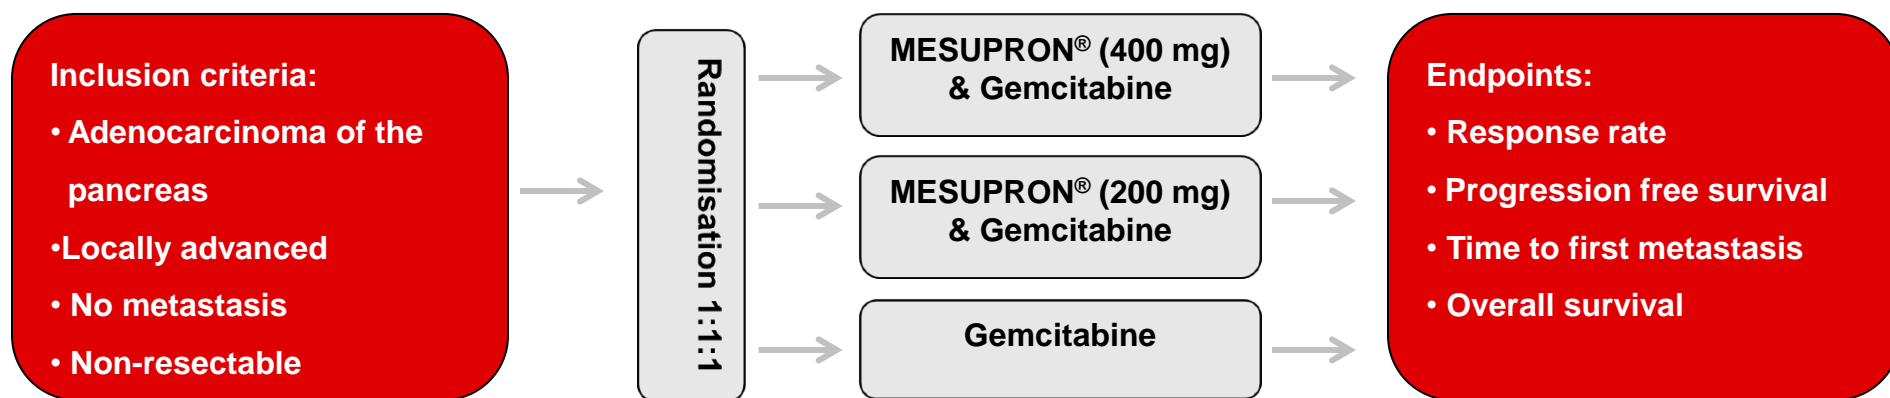 Inclusion criteria:
• Adenocarcinoma of the
pancreas
•Locally advanced
• No metastasis
• Non-resectable
Randomisation 1:1:1
MESUPRON® (400 mg)
& Gemcitabine
MESUPRON® (200 mg)
& Gemcitabine
Gemcitabine
Endpoints:
• Response rate
• Progression free survival
• Time to first metastasis
• Overall survival